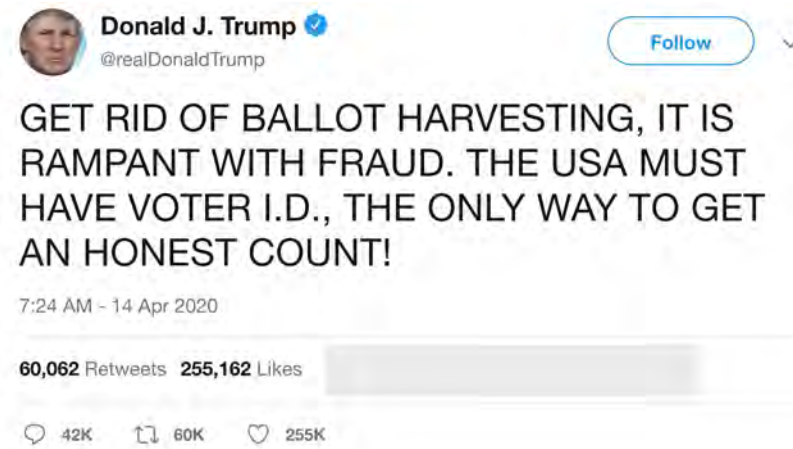 Donald J. Trump
Follow
@realDonaldTrump
GET RID OF BALLOT HARVESTING, IT IS
RAMPANT WITH FRAUD. THE USA MUST
HAVE VOTER I.D., THE ONLY WAY TO GET
AN HONEST COUNT!
7:24 AM - 14 Apr 2020
60,062 Retweets 255,162 Likes
42K 60K 255K